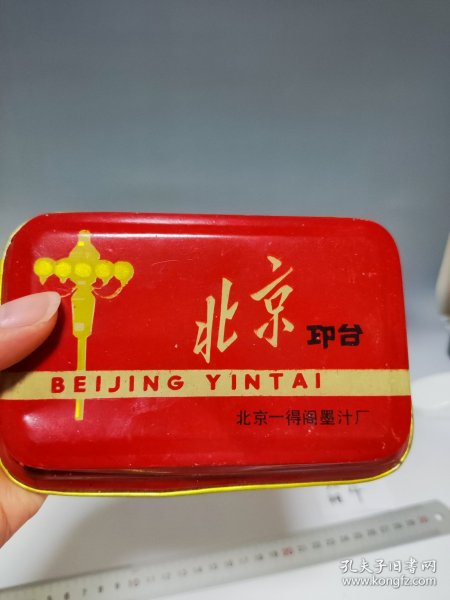 北京 印台
BEIJING YINTAI
北京一得阁墨汁厂
孔夫子旧书网
www.kongfz.com